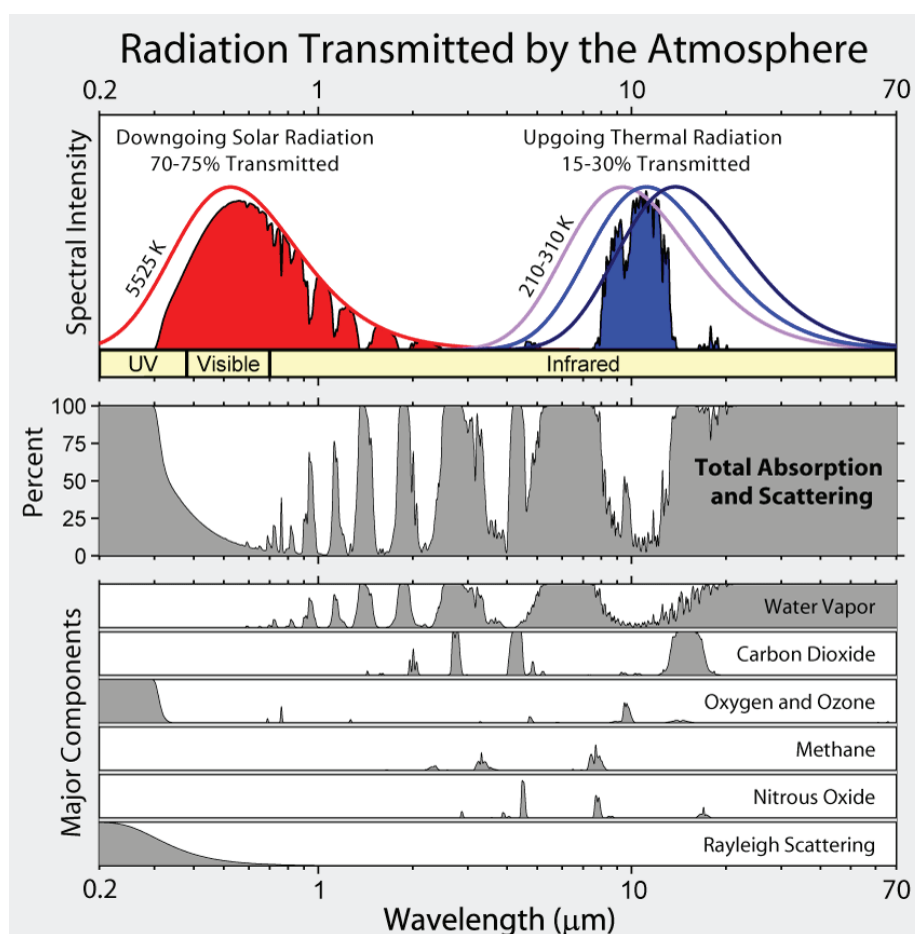 Radiation Transmitted by the Atmosphere
0.2 1 10 70
Downgoing Solar Radiation
70-75% Transmitted
Upgoing Thermal Radiation
15-30% Transmitted
Spectral Intensity
5525 K
210-310 K
UV Visible Infrared
Percent
100
75
50
25
0
Total Absorption
and Scattering
Major Components
Water Vapor
Carbon Dioxide
Oxygen and Ozone
Methane
Nitrous Oxide
Rayleigh Scattering
0.2 1 10 70
Wavelength (μm)